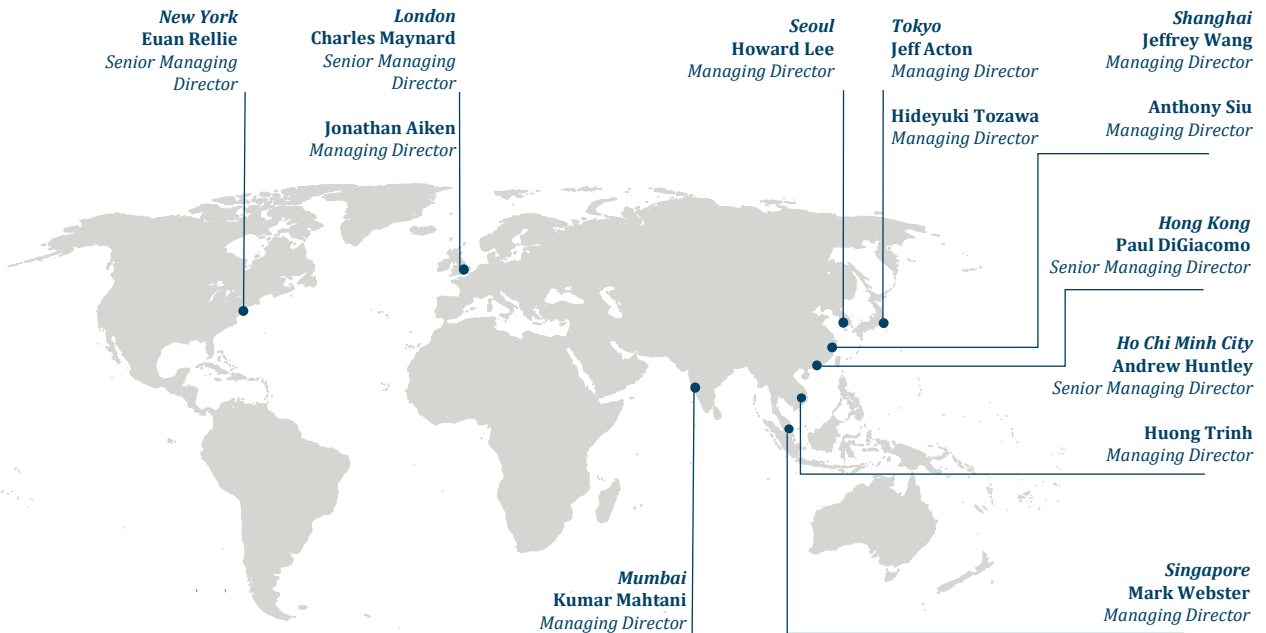 New York
Euan Rellie
Senior Managing
Director
London
Charles Maynard
Senior Managing
Director
Jonathan Aiken
Managing Director
Seoul
Howard Lee
Managing Director
Tokyo
Jeff Acton
Managing Director
Hideyuki Tozawa
Managing Director
Shanghai
Jeffrey Wang
Managing Director
Anthony Siu
Managing Director
Hong Kong
Paul DiGiacomo
Senior Managing Director
Ho Chi Minh City
Andrew Huntley
Senior Managing Director
Huong Trinh
Managing Director
Mumbai
Kumar Mahtani
Managing Director
Singapore
Mark Webster
Managing Director